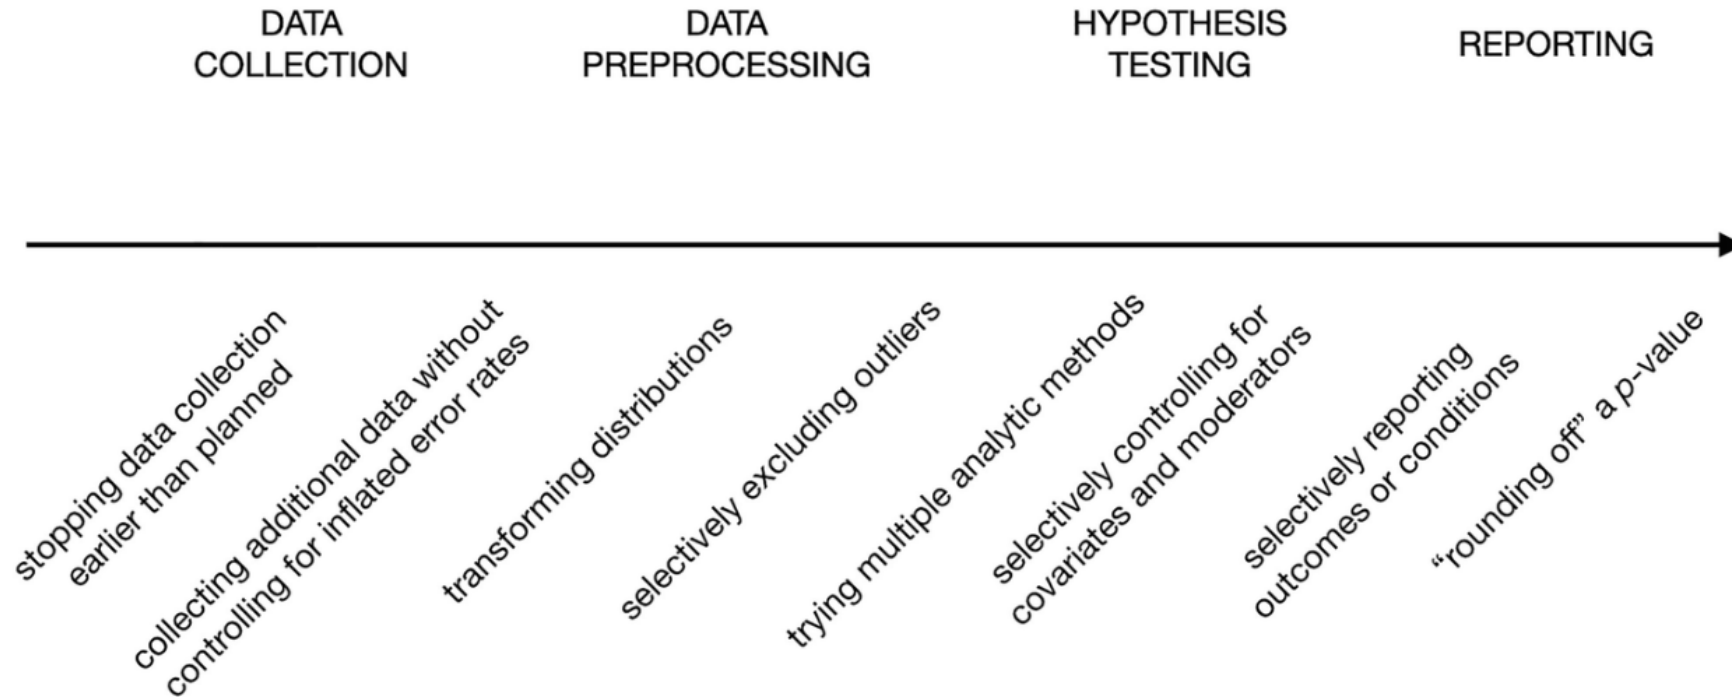 DATA
COLLECTION
DATA
PREPROCESSING
HYPOTHESIS
TESTING
REPORTING
stopping data collection
earlier than planned
collecting additional data without
controlling for inflated error rates
transforming distributions
selectively excluding outliers
trying multiple analytic methods
selectively controlling for
covariates and moderators
selectively reporting
outcomes or conditions
“rounding off” a p-value